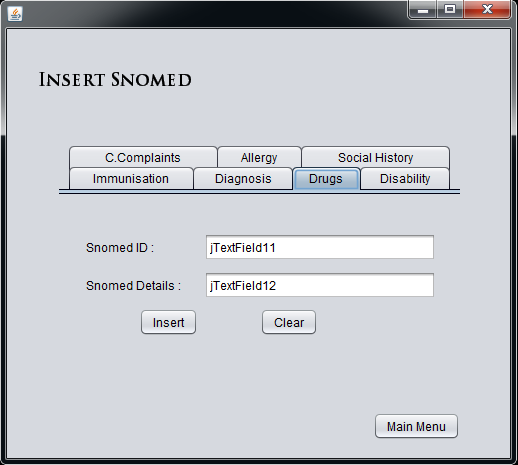 Insert Snomed
C.Complaints Allergy Social History
Immunisation Diagnosis Drugs Disability
Snomed ID : jTextField11
Snomed Details : jTextField12
Insert Clear
Main Menu